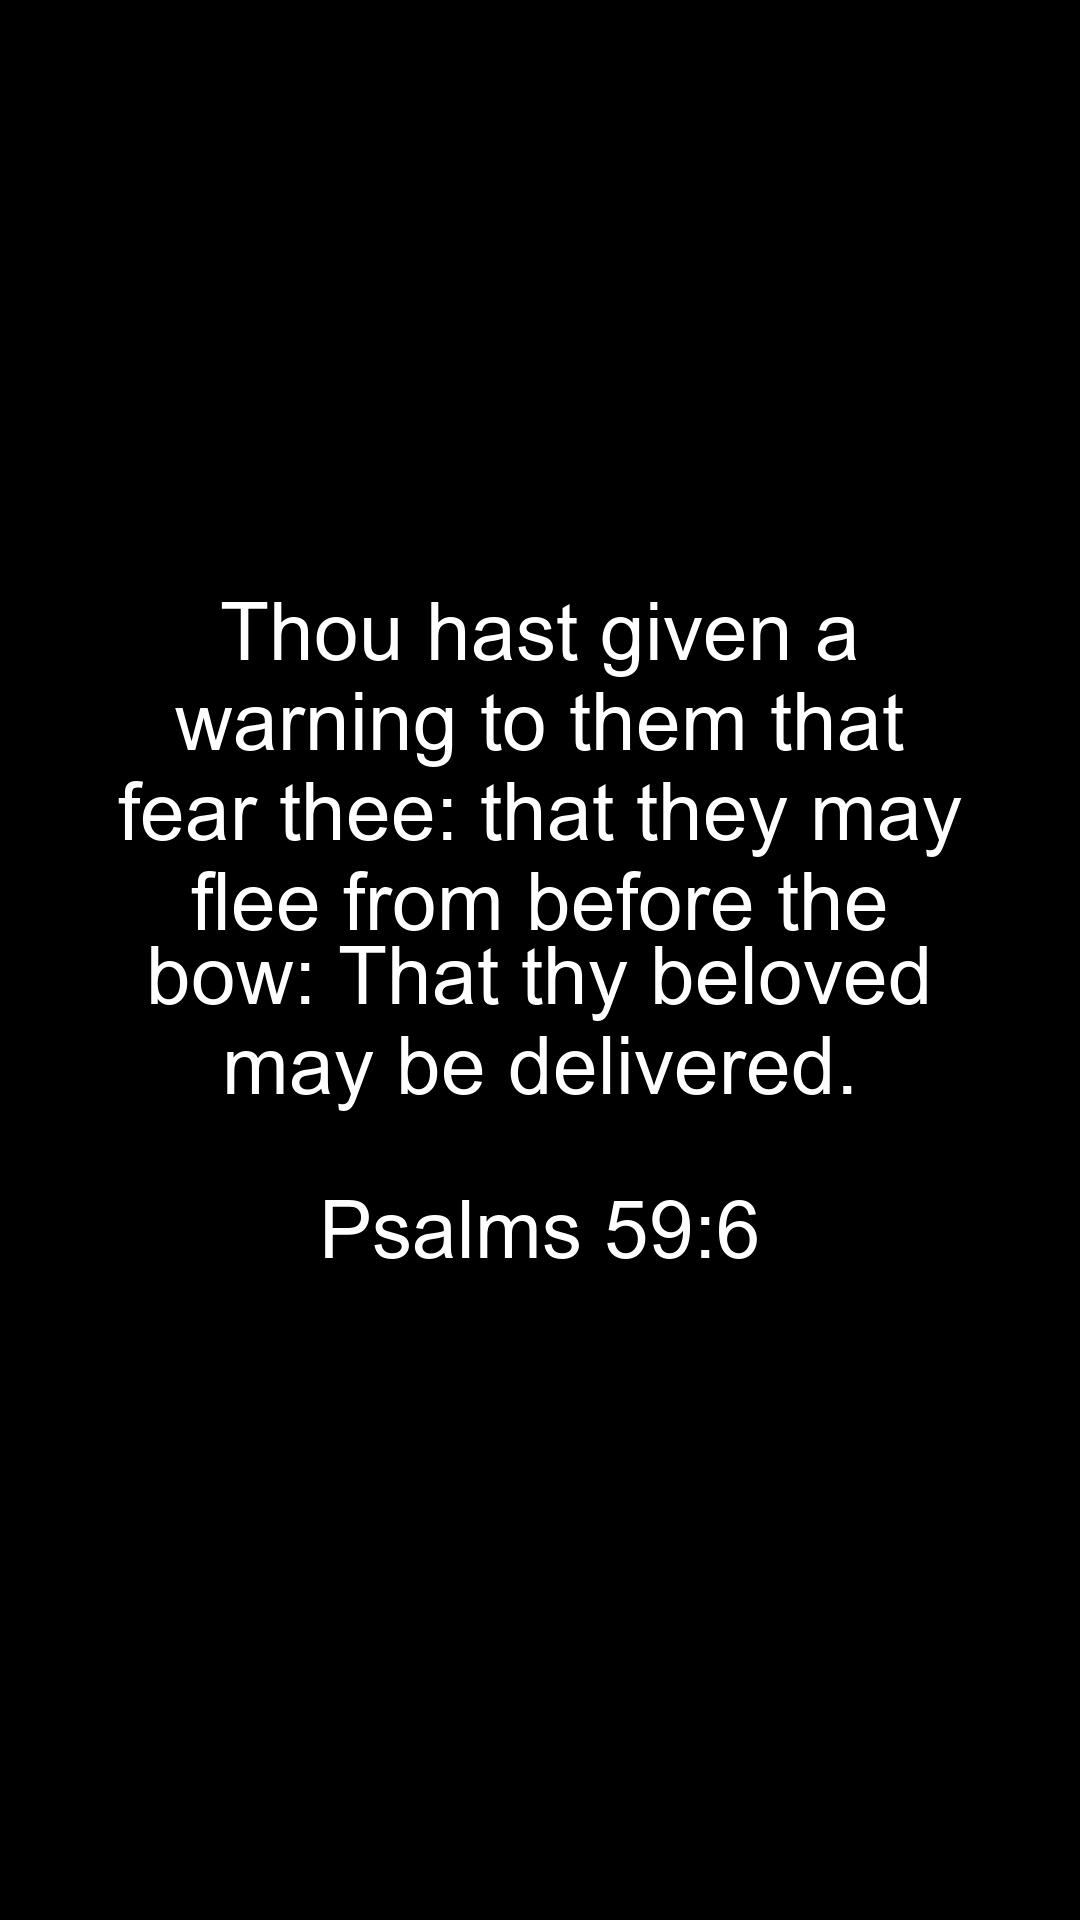 Thou hast given a
warning to them that
fear thee: that they may
flee from before the
bow: That thy beloved
may be delivered.
Psalms 59:6